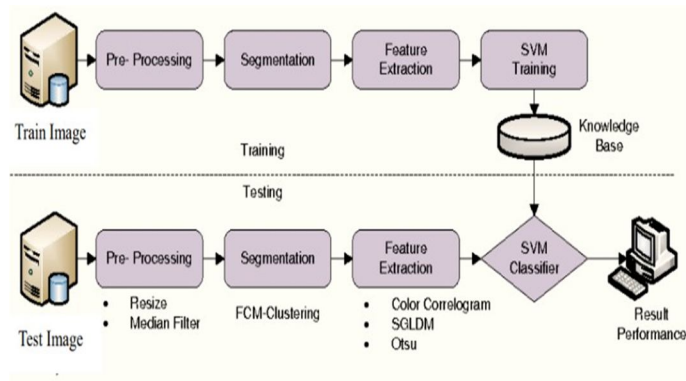 Train Image
Pre- Processing
Segmentation
Feature
Extraction
SVM
Training
Knowledge
Base
Training
Testing
Test Image
Pre- Processing
• Resize
• Median Filter
Segmentation
FCM-Clustering
Feature
Extraction
• Color Correlogram
• SGLDM
• Otsu
SVM
Classifier
Result
Performance